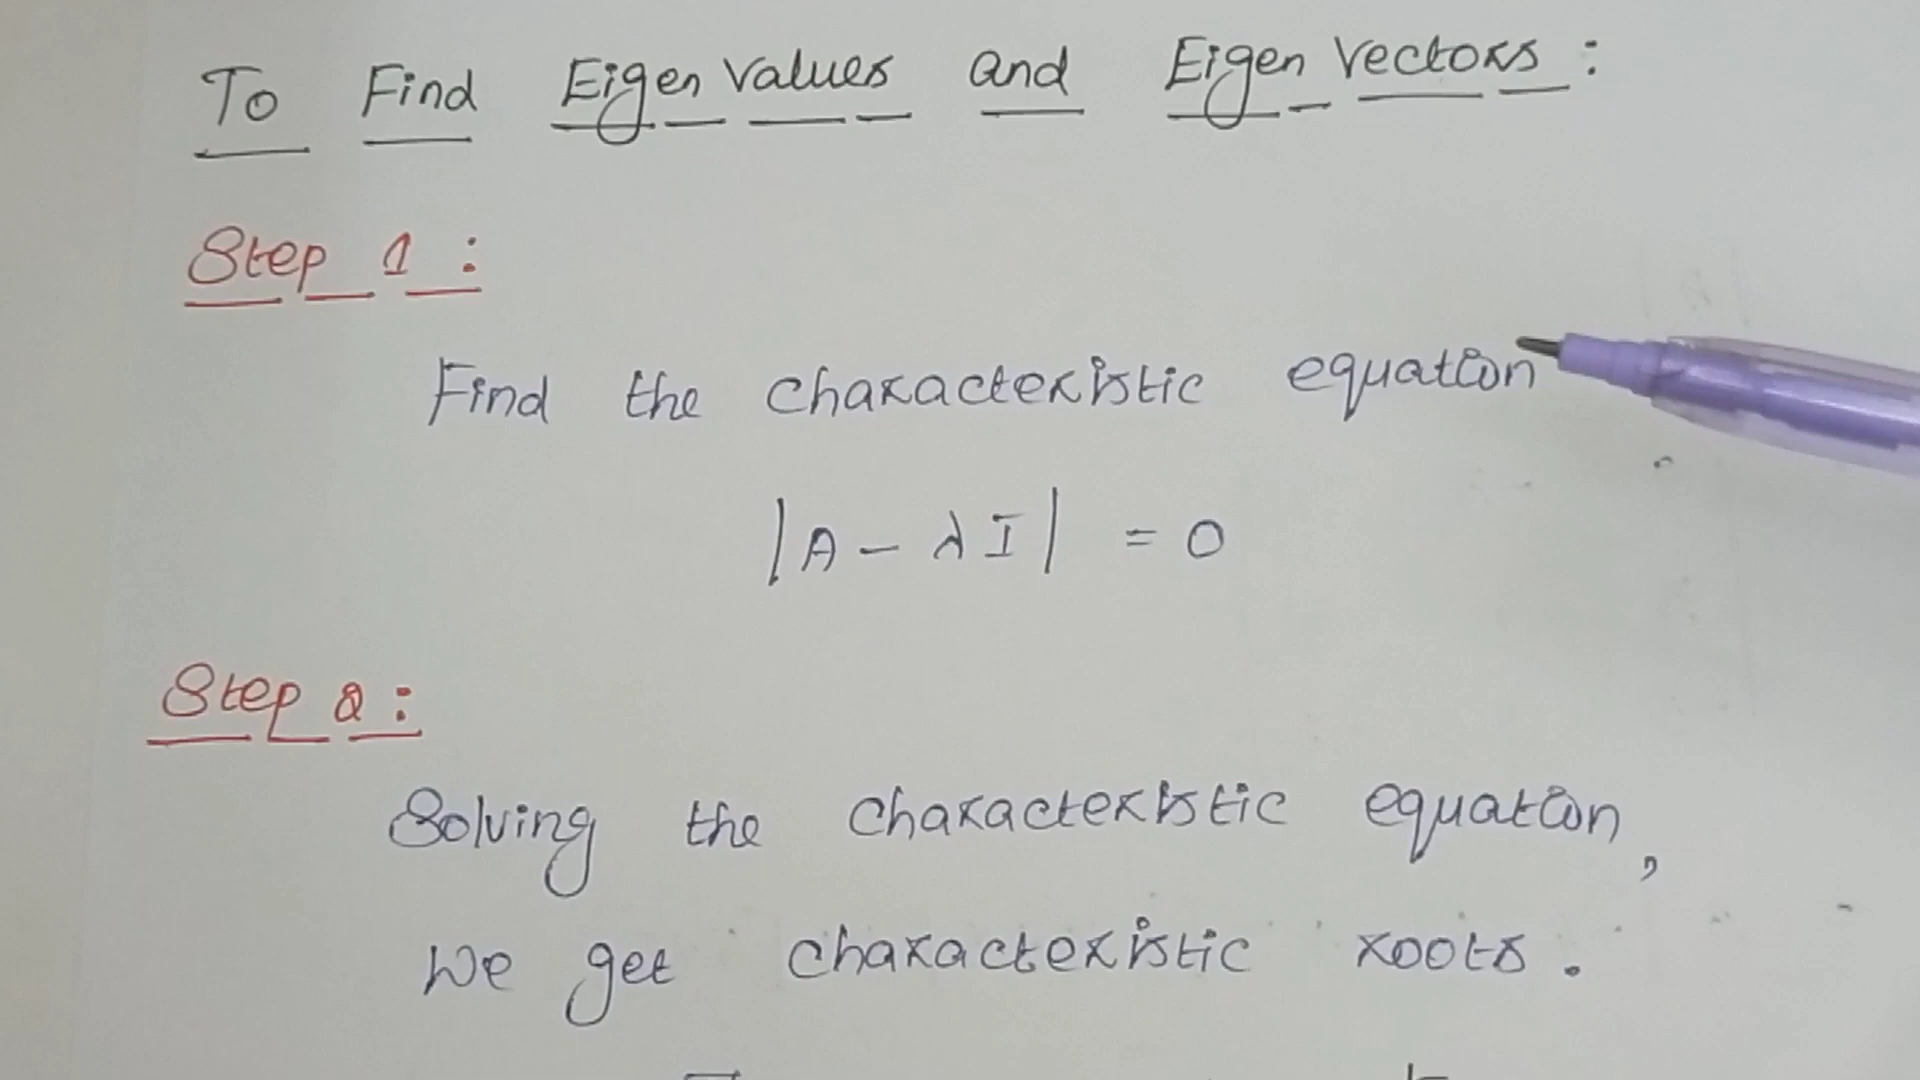 To Find Eigen Values and Eigen Vectors :
Step 1 :
Find the characteristic equation
|A - λI| = 0
Step 2 :
Solving the characteristic equation,
we get characteristic roots.